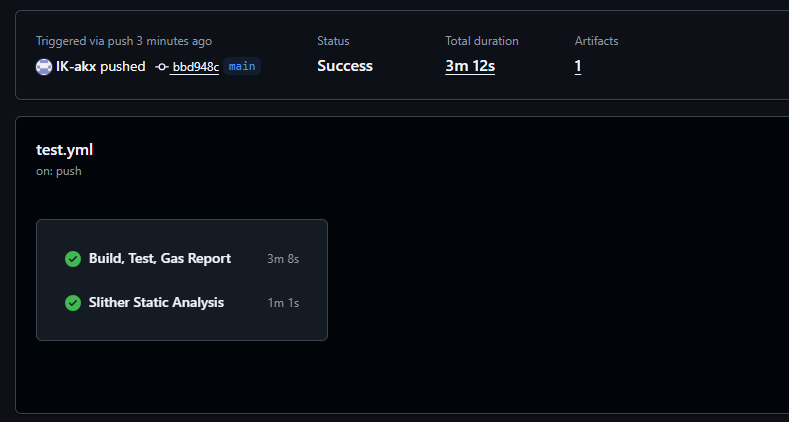 Triggered via push 3 minutes ago
IK-akx pushed bbd948c main
Status
Success
Total duration
3m 12s
Artifacts
1
test.yml
on: push
Build, Test, Gas Report 3m 8s
Slither Static Analysis 1m 1s